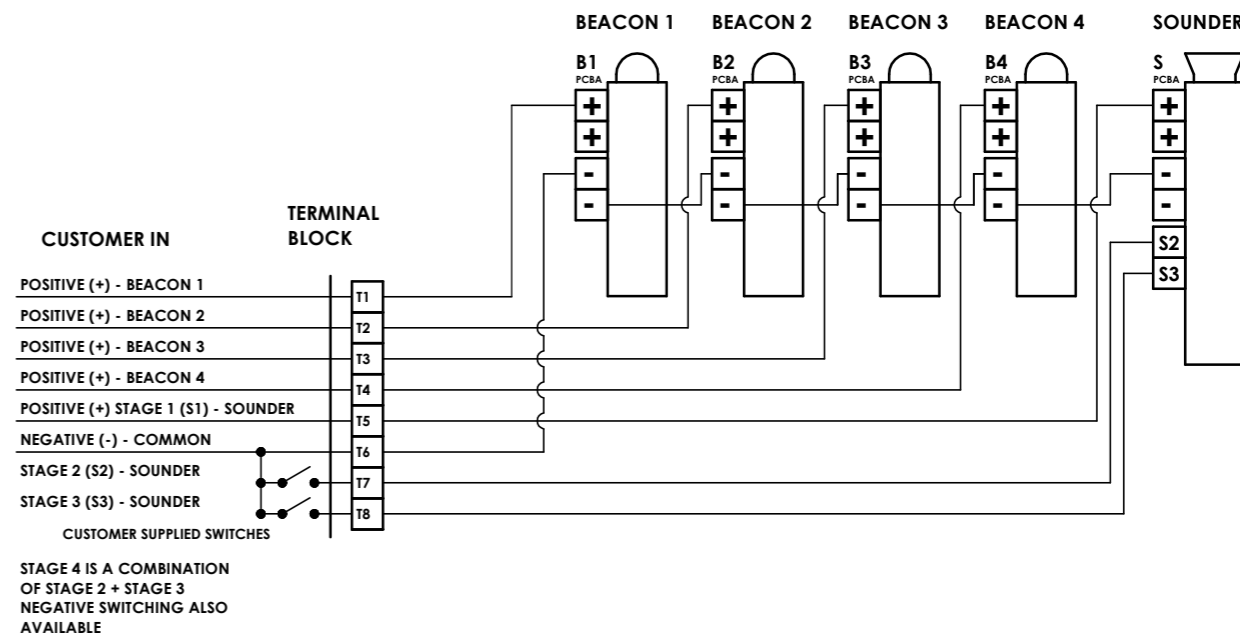 BEACON 1 BEACON 2 BEACON 3 BEACON 4 SOUNDER
B1 B2 B3 B4 S
PCBA PCBA PCBA PCBA PCBA
+ + + + +
+ + + + +
- - - - -
- - - - -
S2
S3
CUSTOMER IN
TERMINAL
BLOCK
POSITIVE (+) - BEACON 1 T1
POSITIVE (+) - BEACON 2 T2
POSITIVE (+) - BEACON 3 T3
POSITIVE (+) - BEACON 4 T4
POSITIVE (+) STAGE 1 (S1) - SOUNDER T5
NEGATIVE (-) - COMMON T6
STAGE 2 (S2) - SOUNDER T7
STAGE 3 (S3) - SOUNDER T8
CUSTOMER SUPPLIED SWITCHES
STAGE 4 IS A COMBINATION
OF STAGE 2 + STAGE 3
NEGATIVE SWITCHING ALSO
AVAILABLE